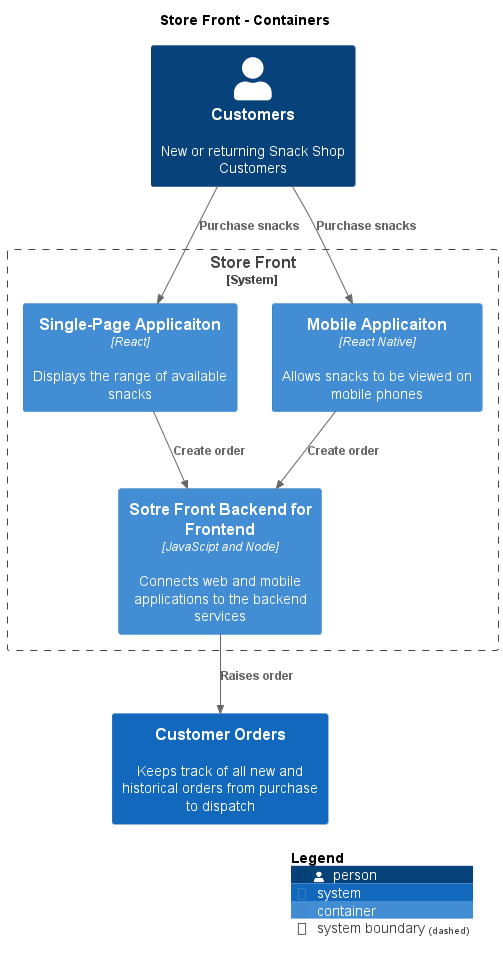 Store Front - Containers
Customers
New or returning Snack Shop
Customers
Purchase snacks
Purchase snacks
Store Front
[System]
Single-Page Applicaiton
[React]
Displays the range of available
snacks
Mobile Applicaiton
[React Native]
Allows snacks to be viewed on
mobile phones
Create order
Create order
Sotre Front Backend for
Frontend
[JavaScipt and Node]
Connects web and mobile
applications to the backend
services
Raises order
Customer Orders
Keeps track of all new and
historical orders from purchase
to dispatch
Legend
person
system
container
system boundary (dashed)